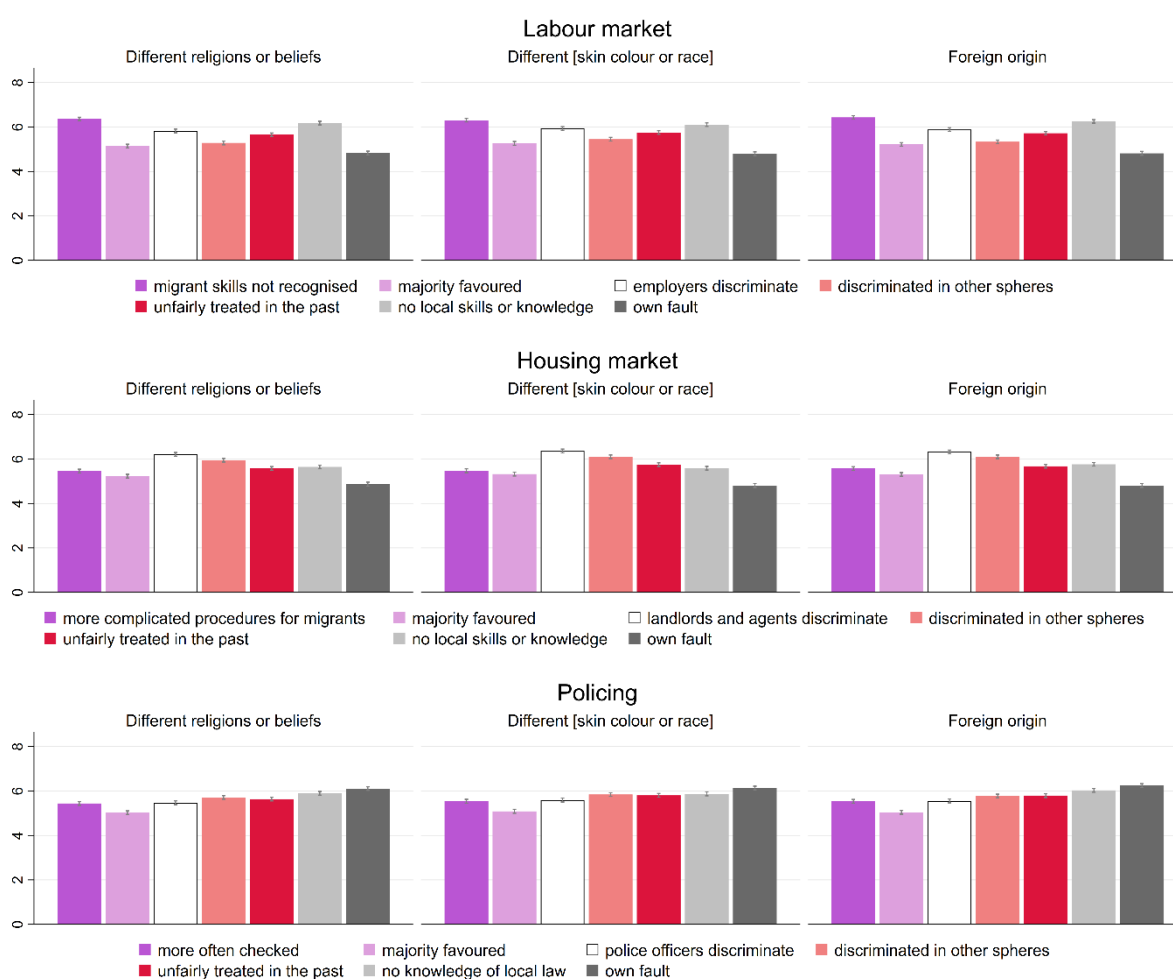 Labour market
Different religions or beliefs
Different [skin colour or race]
Foreign origin
8
6
4
2
0
migrant skills not recognised
majority favoured
employers discriminate
discriminated in other spheres
unfairly treated in the past
no local skills or knowledge
own fault
Housing market
Different religions or beliefs
Different [skin colour or race]
Foreign origin
8
6
4
2
0
more complicated procedures for migrants
majority favoured
landlords and agents discriminate
discriminated in other spheres
unfairly treated in the past
no local skills or knowledge
own fault
Policing
Different religions or beliefs
Different [skin colour or race]
Foreign origin
8
6
4
2
0
more often checked
majority favoured
police officers discriminate
discriminated in other spheres
unfairly treated in the past
no knowledge of local law
own fault